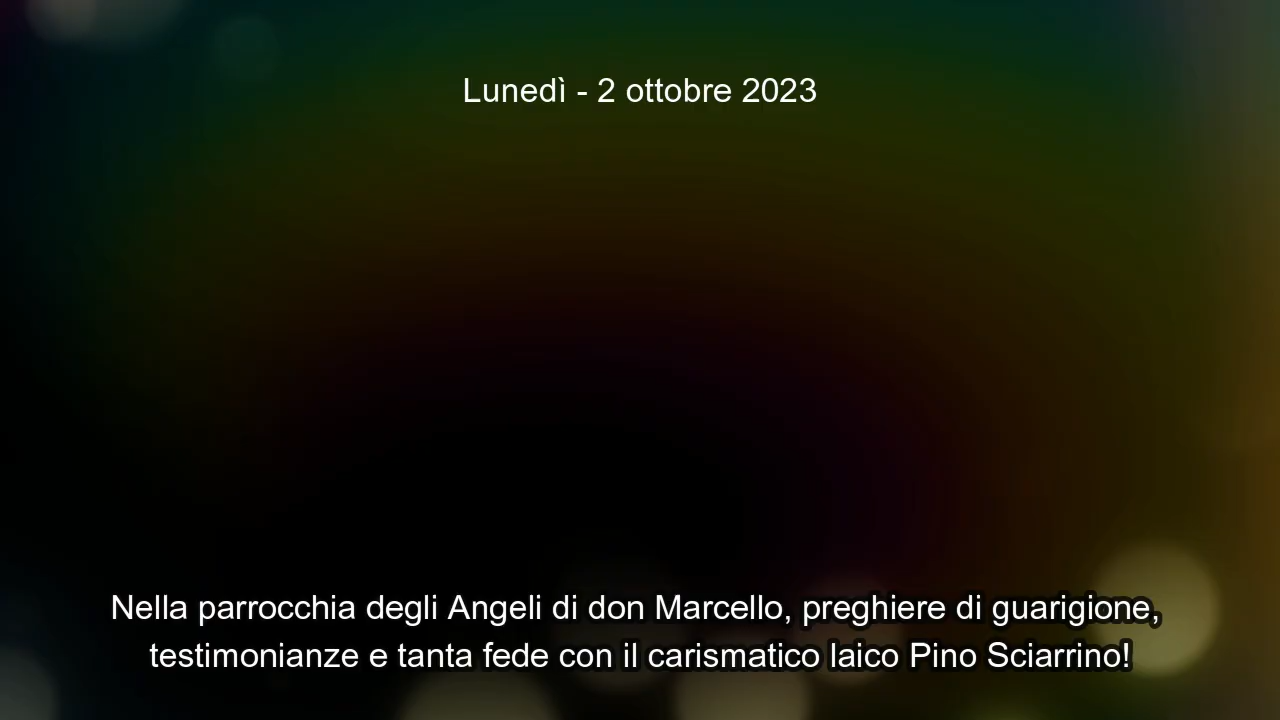 Lunedì - 2 ottobre 2023
Nella parrocchia degli Angeli di don Marcello, preghiere di guarigione,
testimonianze e tanta fede con il carismatico laico Pino Sciarrino!